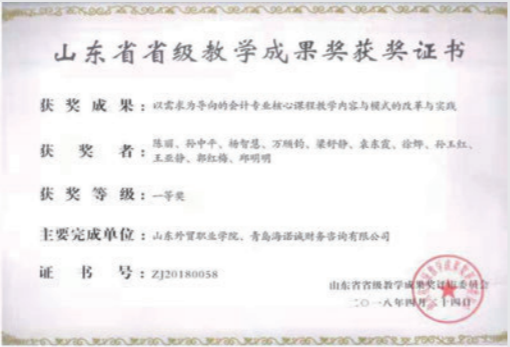 山东省省级教学成果奖获奖证书
获奖成果：以需求为导向的会计专业核心课程教学内容与模式的改革与实践
获奖者：陈丽、孙中平、杨智慧、万颀钧、梁舒静、袁东霞、徐娜、孙玉红、
王亚静、郭红梅、邱明明
获奖等级：一等奖
主要完成单位：山东外贸职业学院、青岛海诺诚财务咨询有限公司
证书号：ZJ20180058
山东省省级教学成果奖评组委员会
二〇一八年四月二十四日